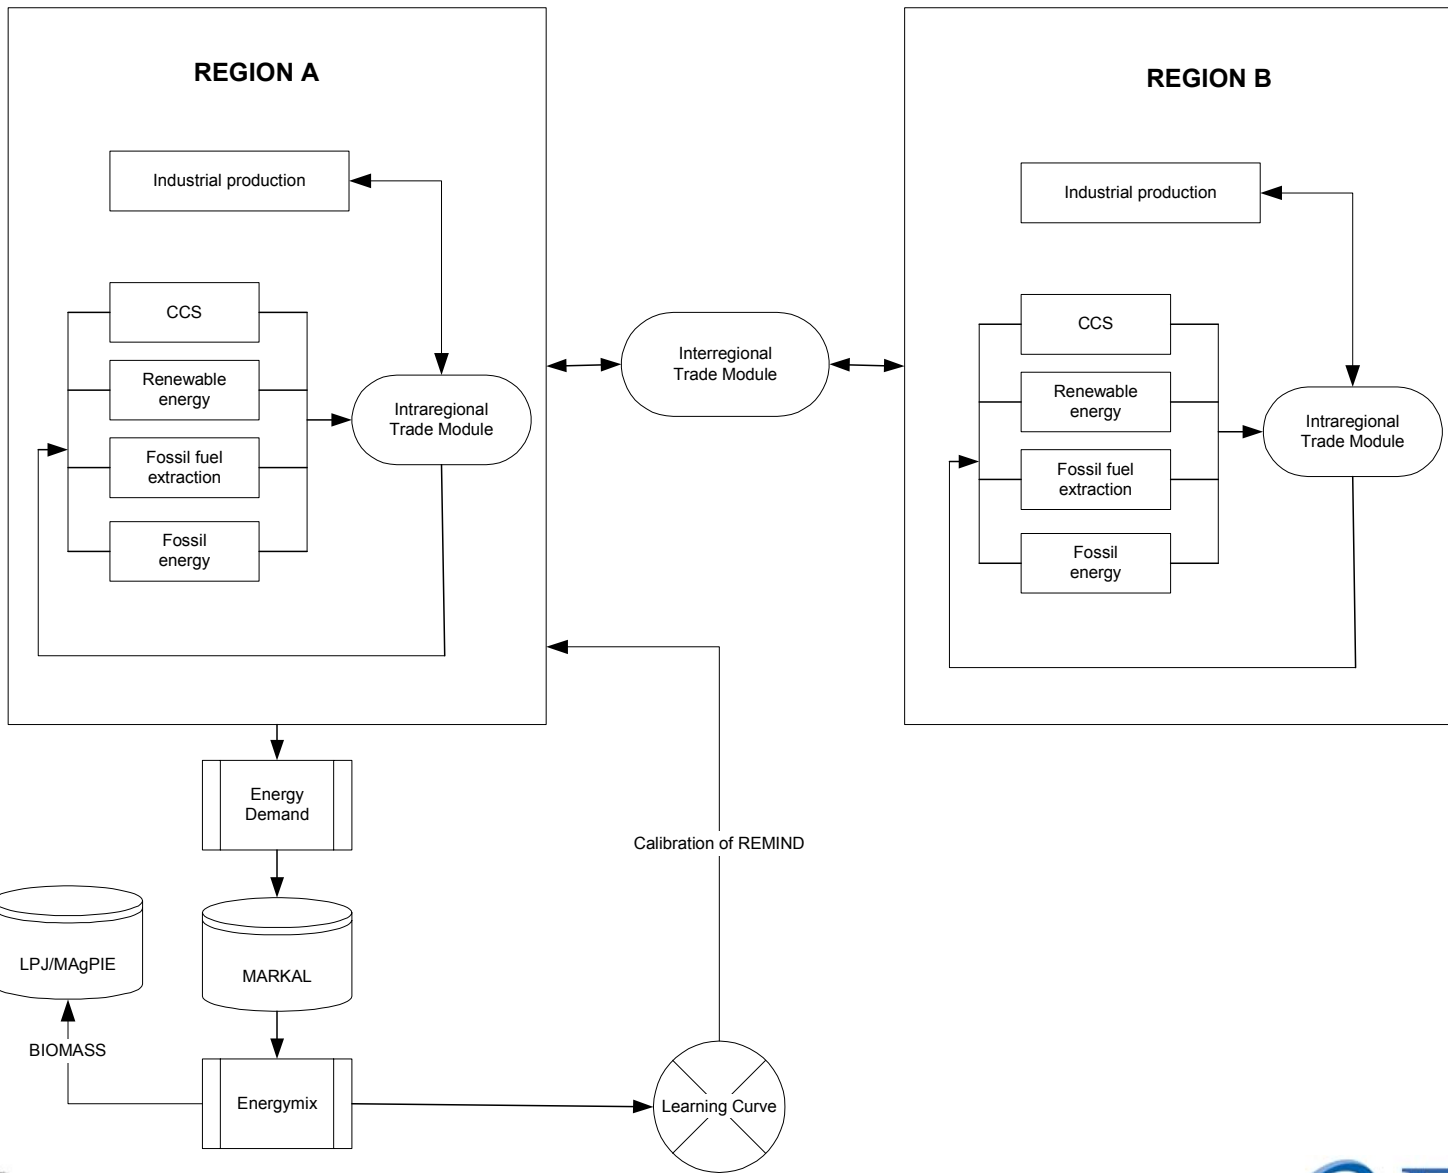 REGION A
Industrial production
CCS
Renewable
energy
Fossil fuel
extraction
Fossil
energy
Intraregional
Trade Module
Interregional
Trade Module
REGION B
Industrial production
CCS
Renewable
energy
Fossil fuel
extraction
Fossil
energy
Intraregional
Trade Module
Energy
Demand
Calibration of REMIND
LPJ/MAgPIE
MARKAL
BIOMASS
Energymix
Learning Curve